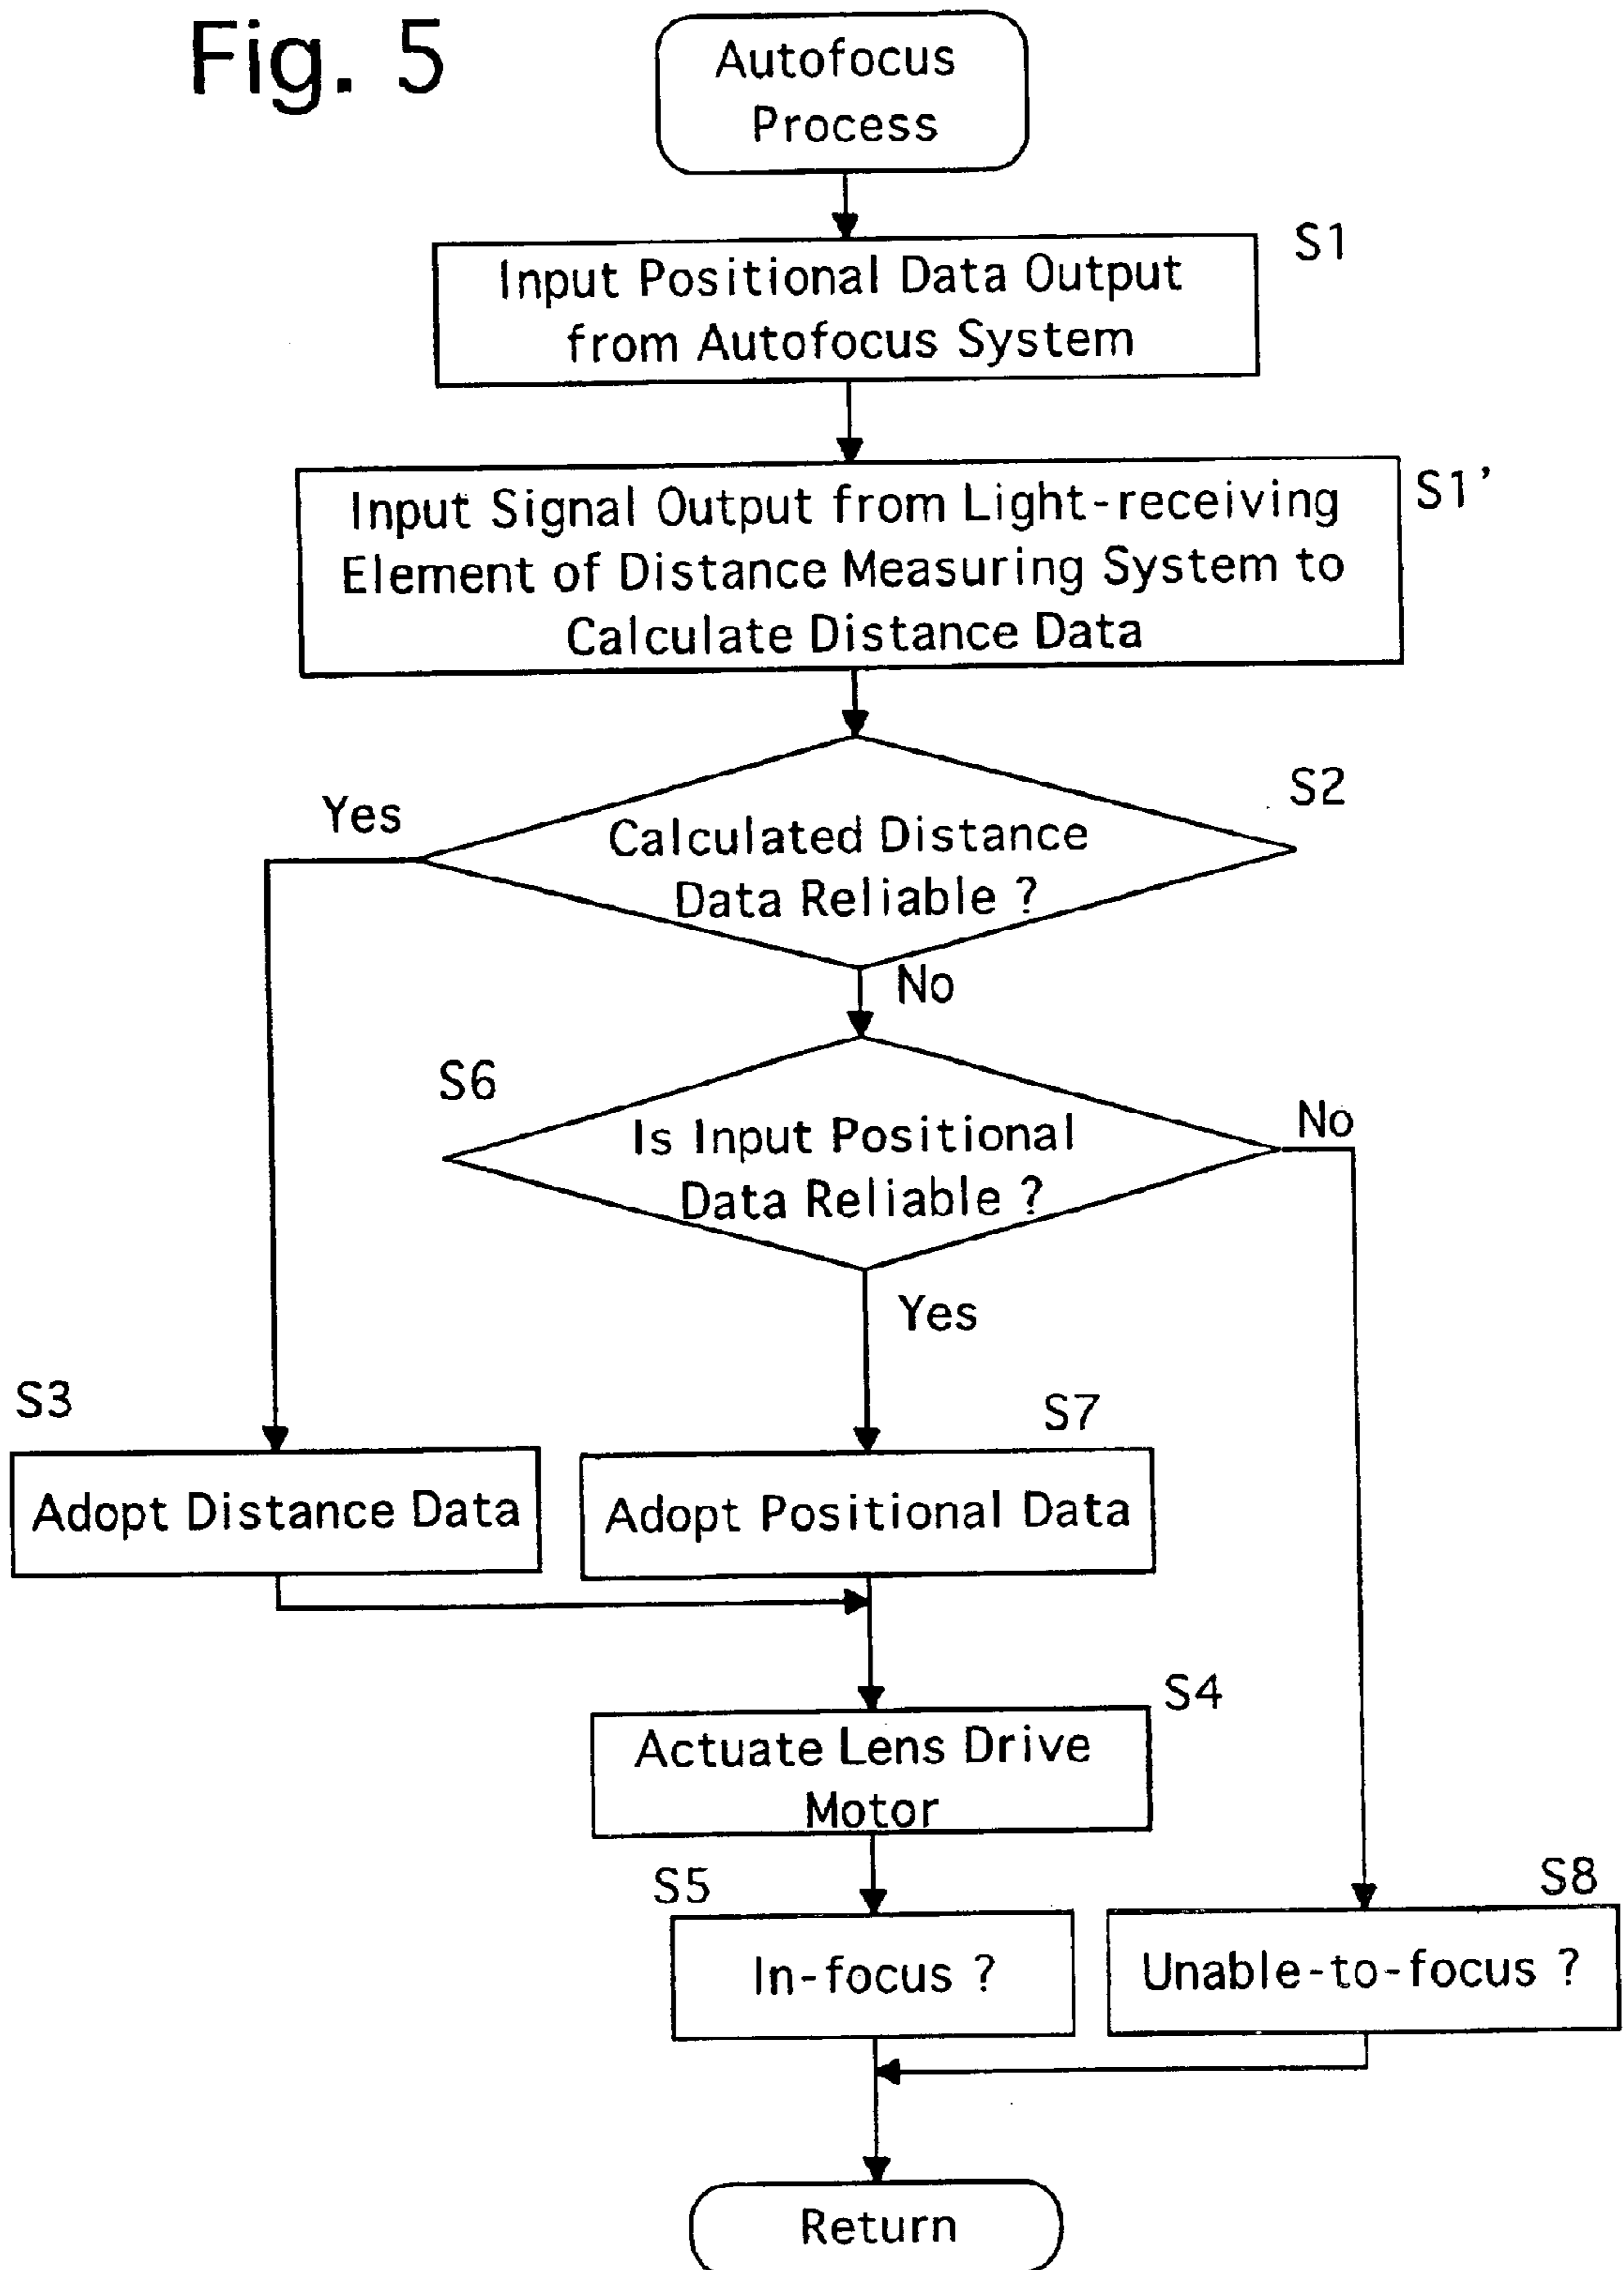 Fig. 5
Autofocus
Process
S1
Input Positional Data Output
from Autofocus System
S1'
Input Signal Output from Light-receiving
Element of Distance Measuring System to
Calculate Distance Data
S2
Yes
Calculated Distance
Data Reliable ?
No
S6
Is Input Positional
Data Reliable ?
No
Yes
S3
Adopt Distance Data
S7
Adopt Positional Data
S4
Actuate Lens Drive
Motor
S5
In-focus ?
S8
Unable-to-focus ?
Return